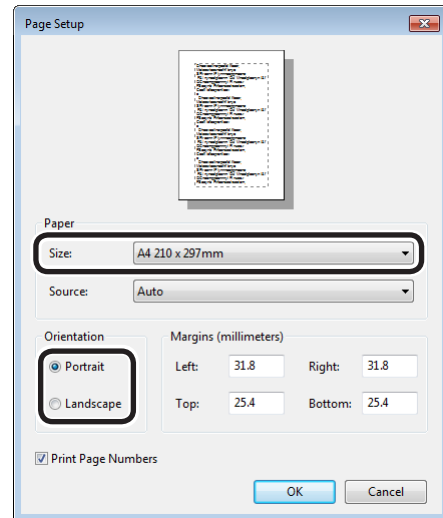 Page Setup
Paper
Size: A4 210 x 297mm
Source: Auto
Orientation
Margins (millimeters)
Portrait
Left: 31.8 Right: 31.8
Landscape
Top: 25.4 Bottom: 25.4
Print Page Numbers
OK Cancel